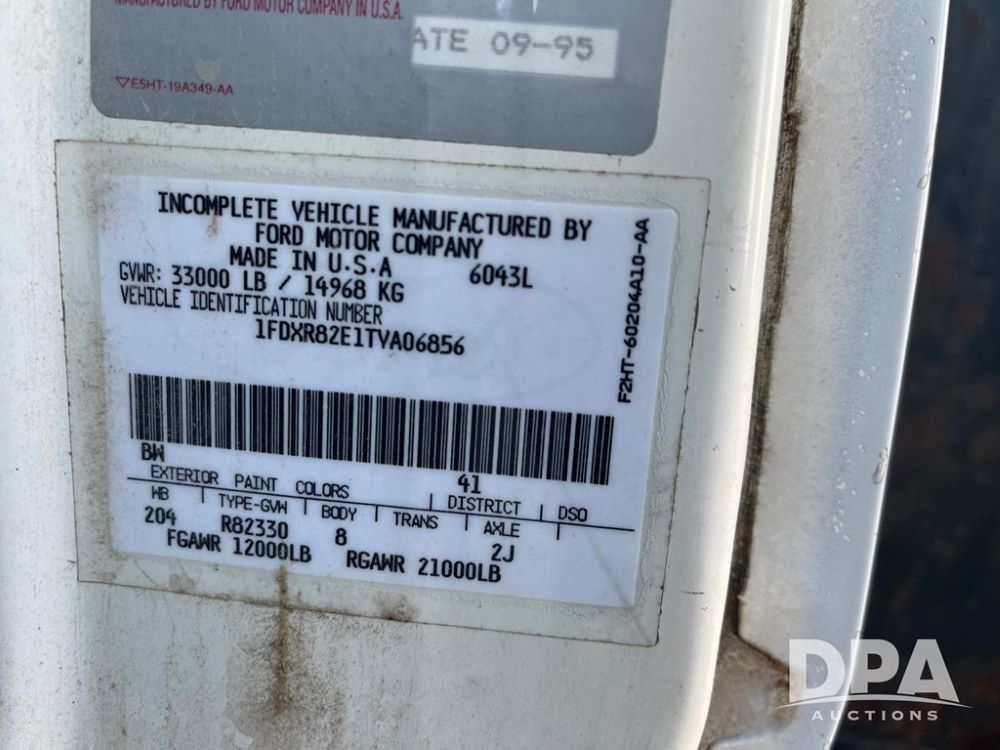 MANUFACTURED BY FORD MOTOR COMPANY IN U.S.A.
ATE 09-95
E5HT-19A349-AA
INCOMPLETE VEHICLE MANUFACTURED BY
FORD MOTOR COMPANY
MADE IN U.S.A 6043L
GVWR: 33000 LB / 14968 KG
VEHICLE IDENTIFICATION NUMBER
1FDXR82E1TVA06856
F2HT-60204A10-AA
BW 41
EXTERIOR PAINT COLORS | DISTRICT | DSO
WB | TYPE-GVW | BODY | TRANS | AXLE |
204 R82330 8 2J
FGAWR 12000LB RGAWR 21000LB
DPA
AUCTIONS